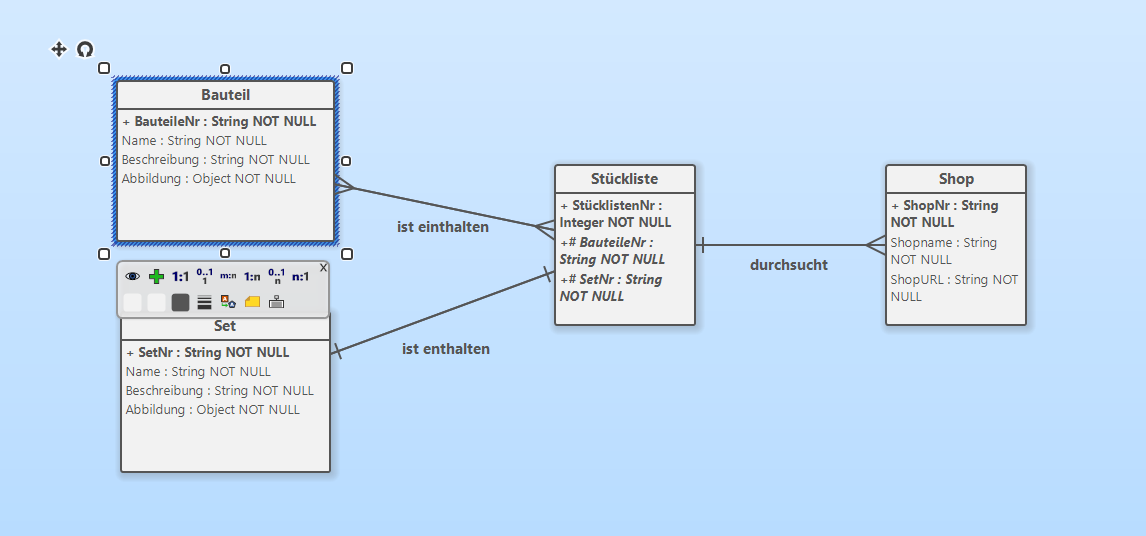 Bauteil
+ BauteileNr : String NOT NULL
Name : String NOT NULL
Beschreibung : String NOT NULL
Abbildung : Object NOT NULL
ist einthalten
Stückliste
+ StücklistenNr :
Integer NOT NULL
+# BauteileNr :
String NOT NULL
+# SetNr : String
NOT NULL
durchsucht
Shop
+ ShopNr : String
NOT NULL
Shopname : String
NOT NULL
ShopURL : String NOT
NULL
X
1:1 0..1 1 m:n 1:n 0..1 n n:1
Set
+ SetNr : String NOT NULL
Name : String NOT NULL
Beschreibung : String NOT NULL
Abbildung : Object NOT NULL
ist enthalten